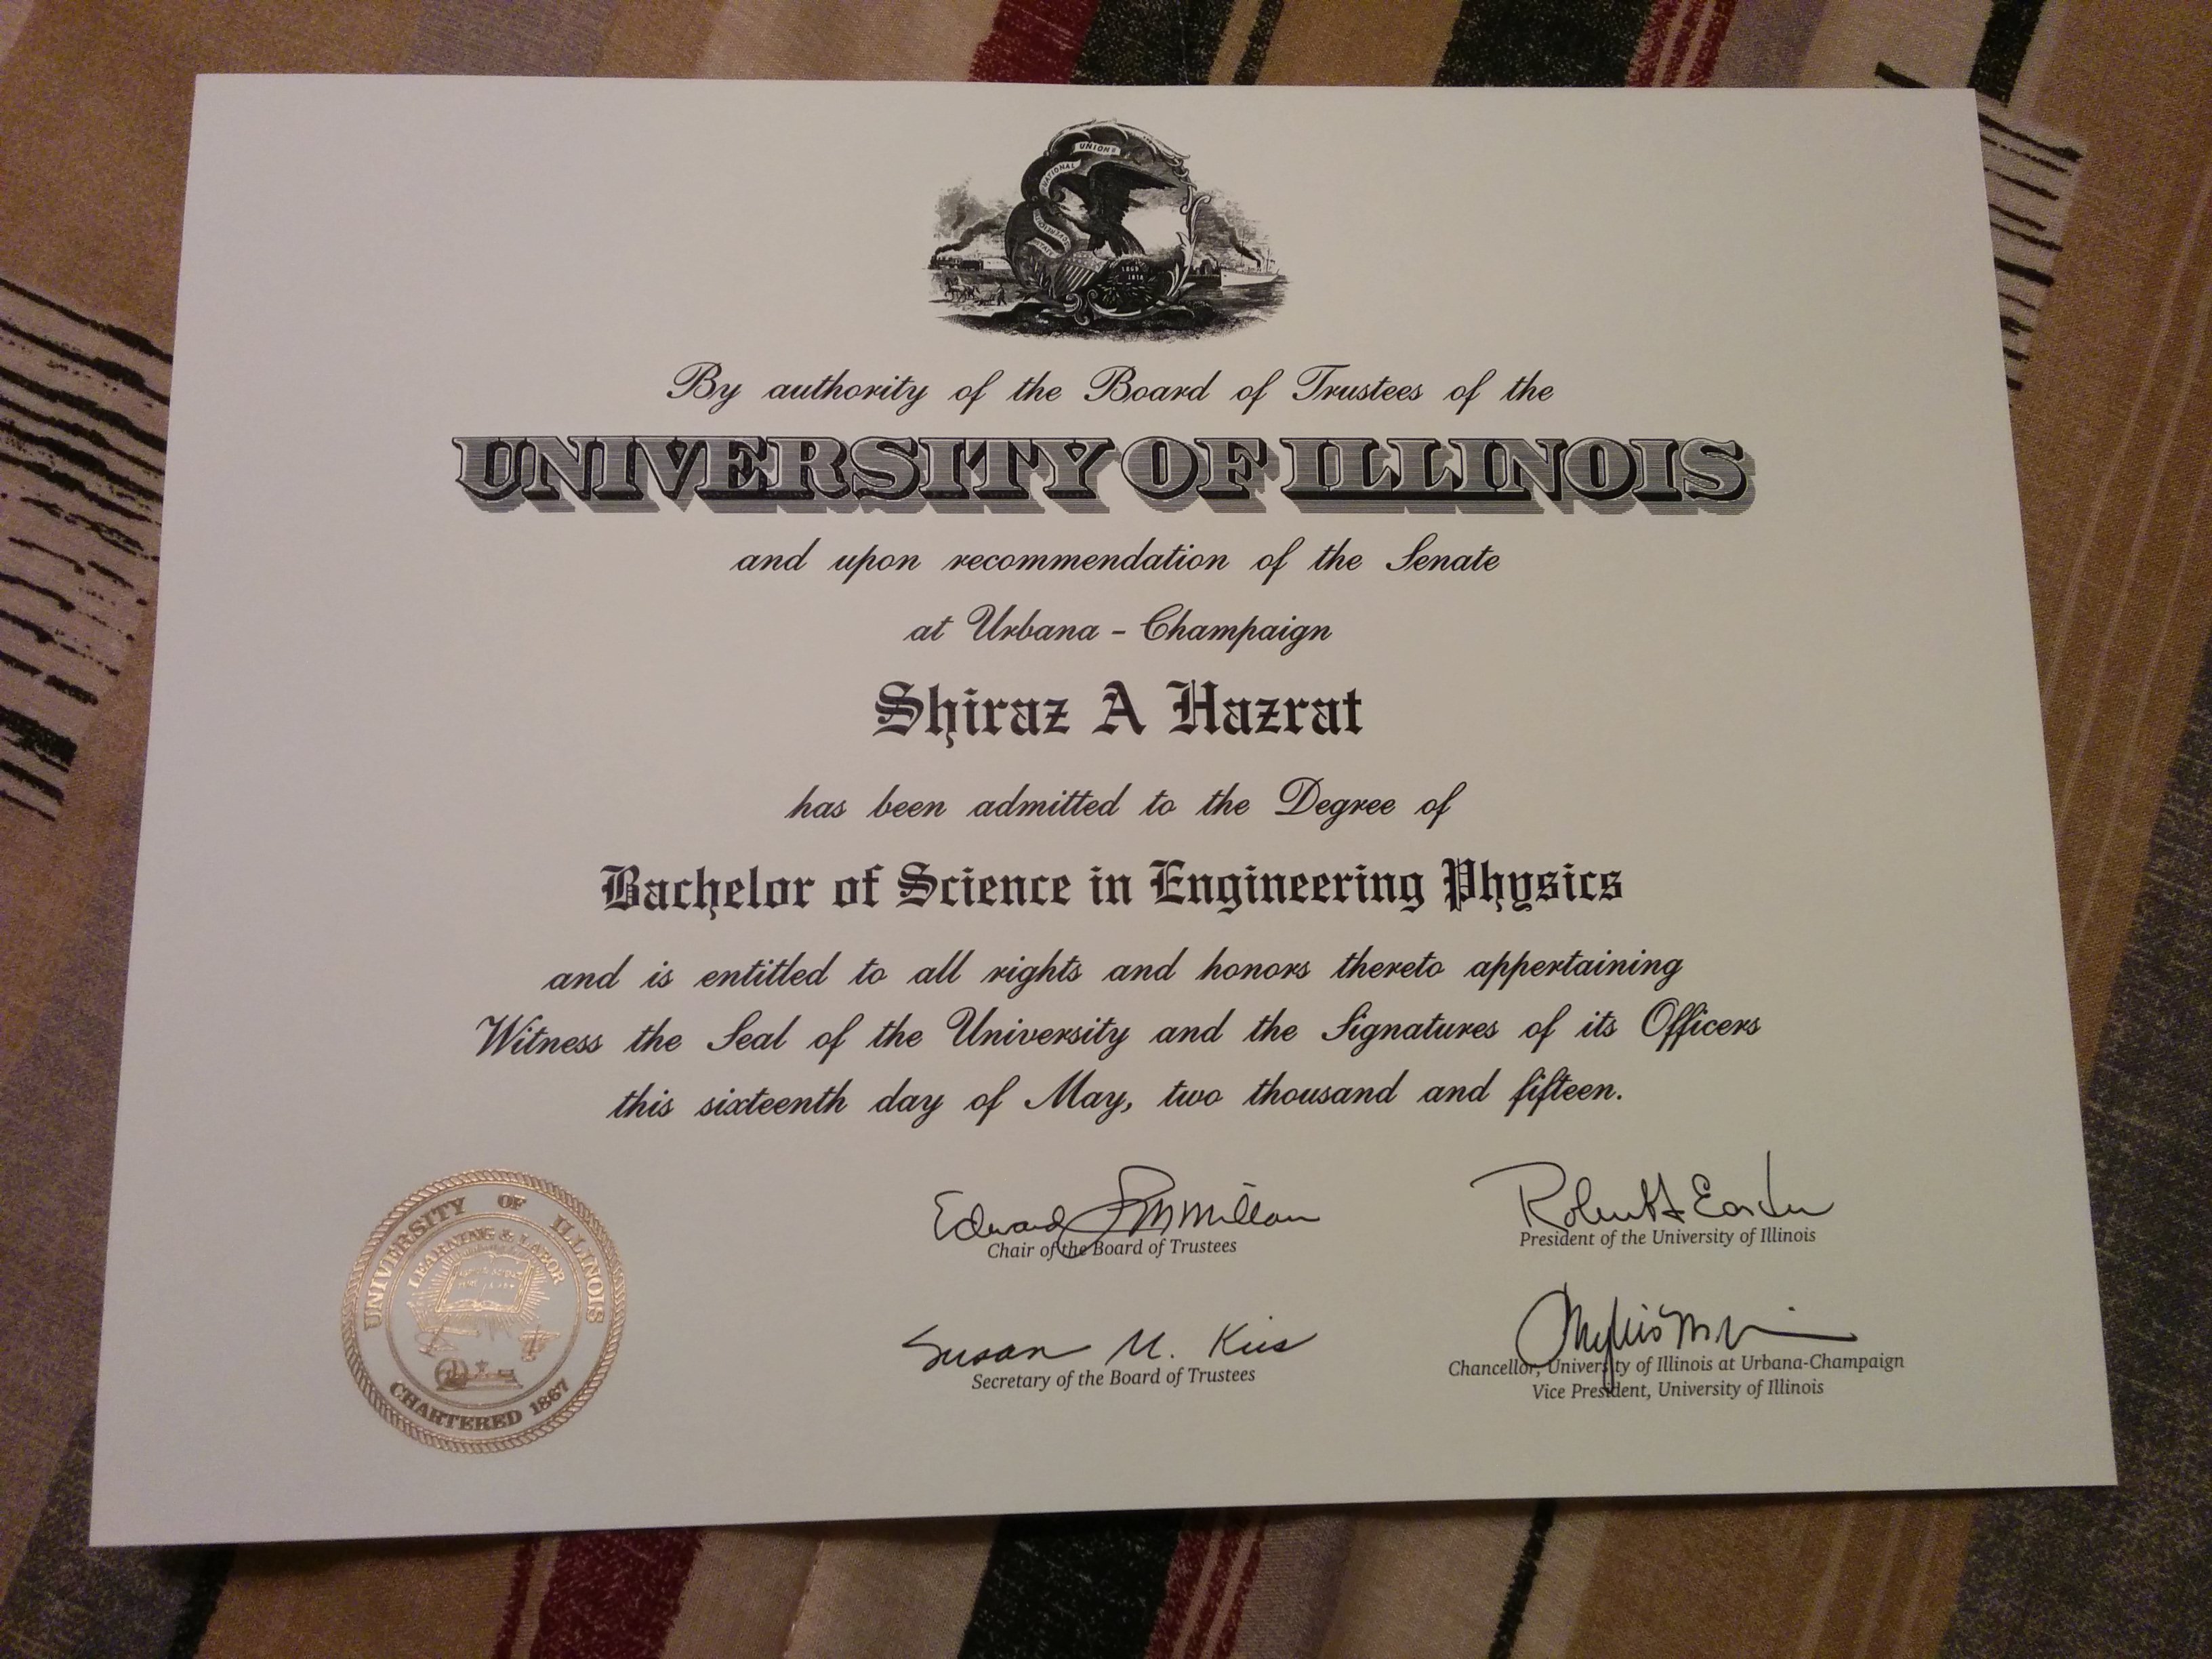 NATIONAL UNION
1868
1818
By authority of the Board of Trustees of the
UNIVERSITY OF ILLINOIS
and upon recommendation of the Senate
at Urbana - Champaign
Shiraz A Hazrat
has been admitted to the Degree of
Bachelor of Science in Engineering Physics
and is entitled to all rights and honors thereto appertaining
Witness the Seal of the University and the Signatures of its Officers
this sixteenth day of May, two thousand and fifteen.
Edward L McMillan
Chair of the Board of Trustees
Robert A Easter
President of the University of Illinois
Susan M. Kies
Secretary of the Board of Trustees
Phyllis M. Wise
Chancellor, University of Illinois at Urbana-Champaign
Vice President, University of Illinois
UNIVERSITY OF ILLINOIS
LEARNING & LABOR
CHARTERED 1867